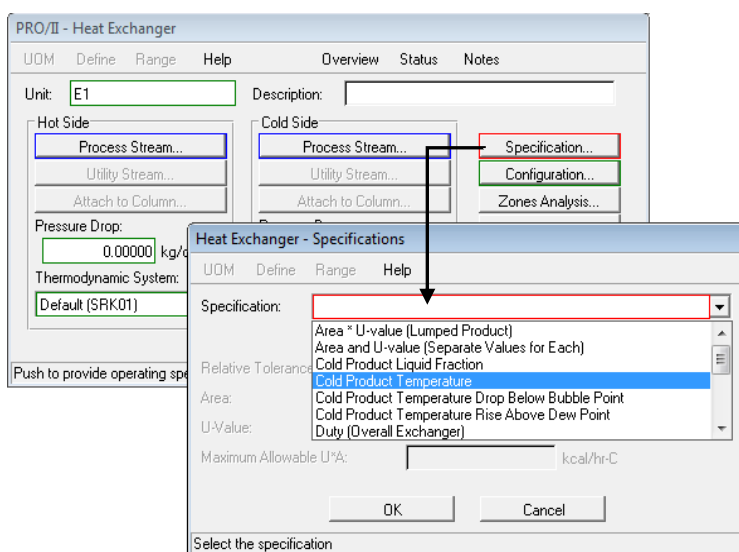 PRO/II - Heat Exchanger
UOM Define Range Help Overview Status Notes
Unit: E1 Description:
Hot Side Cold Side
Process Stream... Process Stream... Specification...
Utility Stream... Utility Stream... Configuration...
Attach to Column... Attach to Column... Zones Analysis...
Pressure Drop:
0.00000 kg/c
Thermodynamic System:
Default (SRK01)
Push to provide operating spe
Heat Exchanger - Specifications
UOM Define Range Help
Specification:
Area * U-value (Lumped Product)
Area and U-value (Separate Values for Each)
Cold Product Liquid Fraction
Relative Tolerance
Cold Product Temperature
Area: Cold Product Temperature Drop Below Bubble Point
Cold Product Temperature Rise Above Dew Point
U-Value: Duty (Overall Exchanger)
Maximum Allowable U*A: kcal/hr-C
OK Cancel
Select the specification